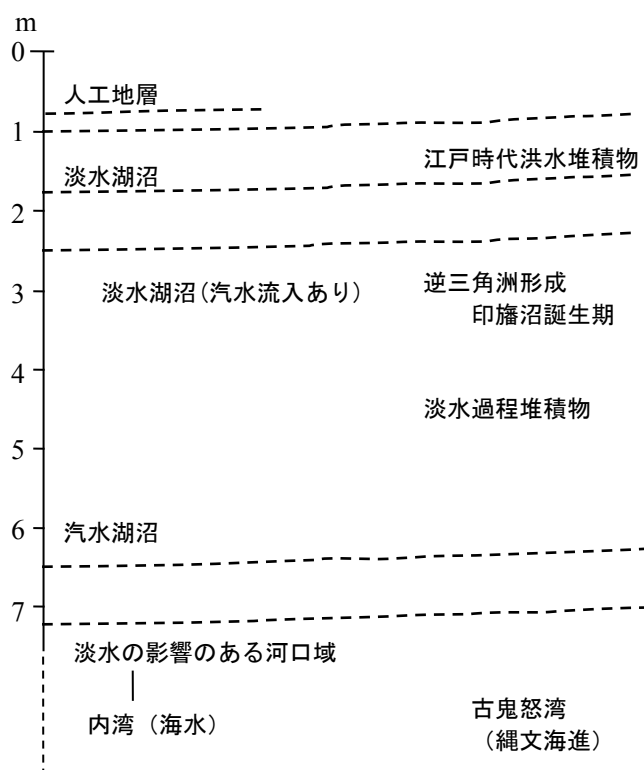 m
0
人工地層
1
江戸時代洪水堆積物
淡水湖沼
2
逆三角洲形成
3
淡水湖沼（汽水流入あり）
印旛沼誕生期
4
淡水過程堆積物
5
6
汽水湖沼
7
淡水の影響のある河口域
古鬼怒湾
内湾（海水）
（縄文海進）